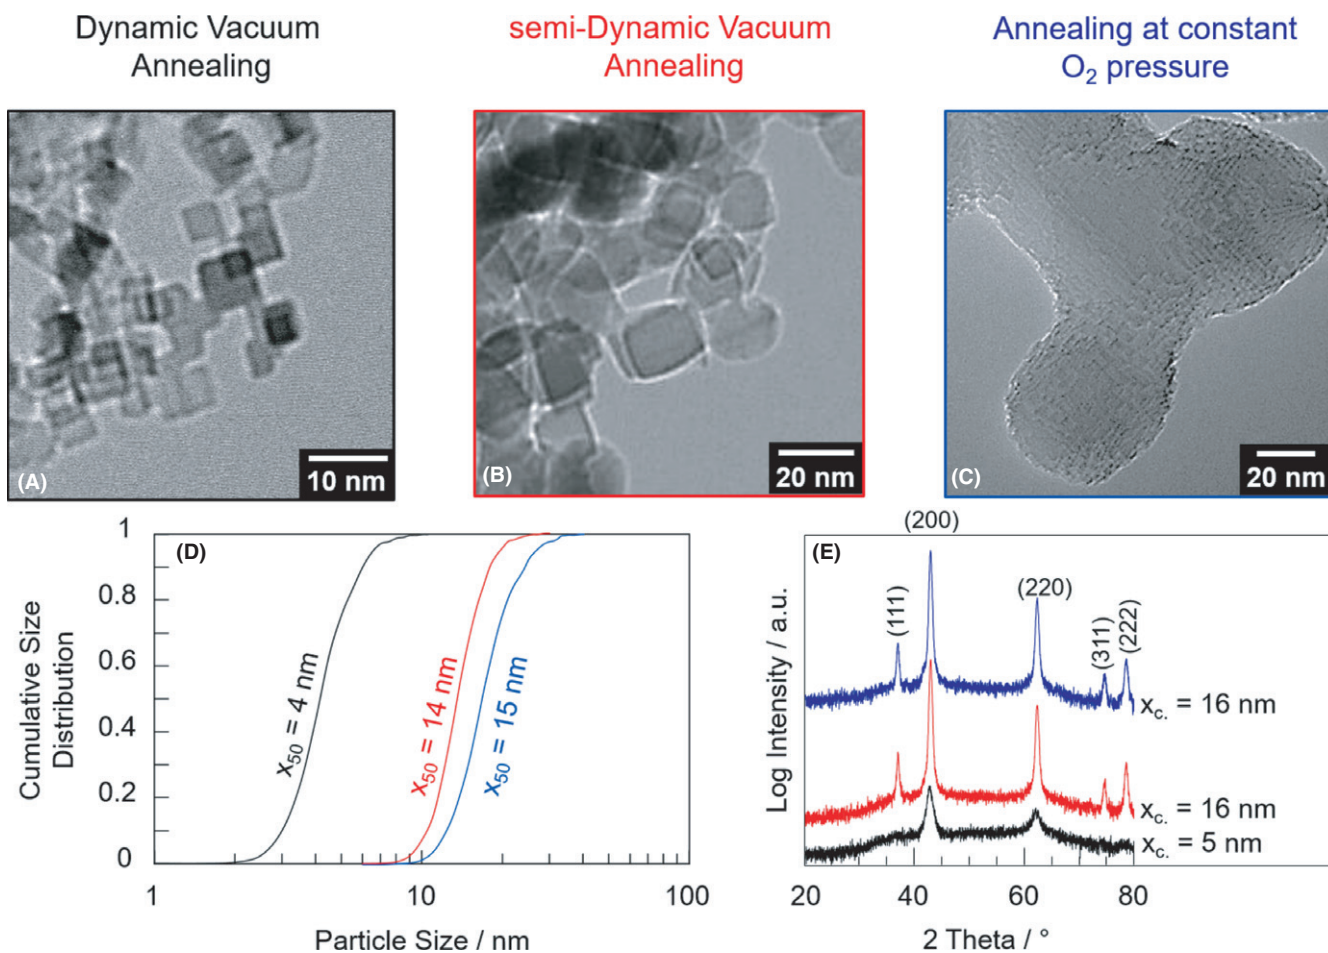 Dynamic Vacuum
Annealing
semi-Dynamic Vacuum
Annealing
Annealing at constant
O₂ pressure
(A)
10 nm
(B)
20 nm
(C)
20 nm
(D)
1
0.8
0.6
0.4
0.2
0
Cumulative Size
Distribution
x₅₀ = 4 nm
x₅₀ = 14 nm
x₅₀ = 15 nm
1
10
100
Particle Size / nm
(E)
Log Intensity / a.u.
(111)
(200)
(220)
(311)
(222)
x_c. = 16 nm
x_c. = 16 nm
x_c. = 5 nm
20
40
60
80
2 Theta / °